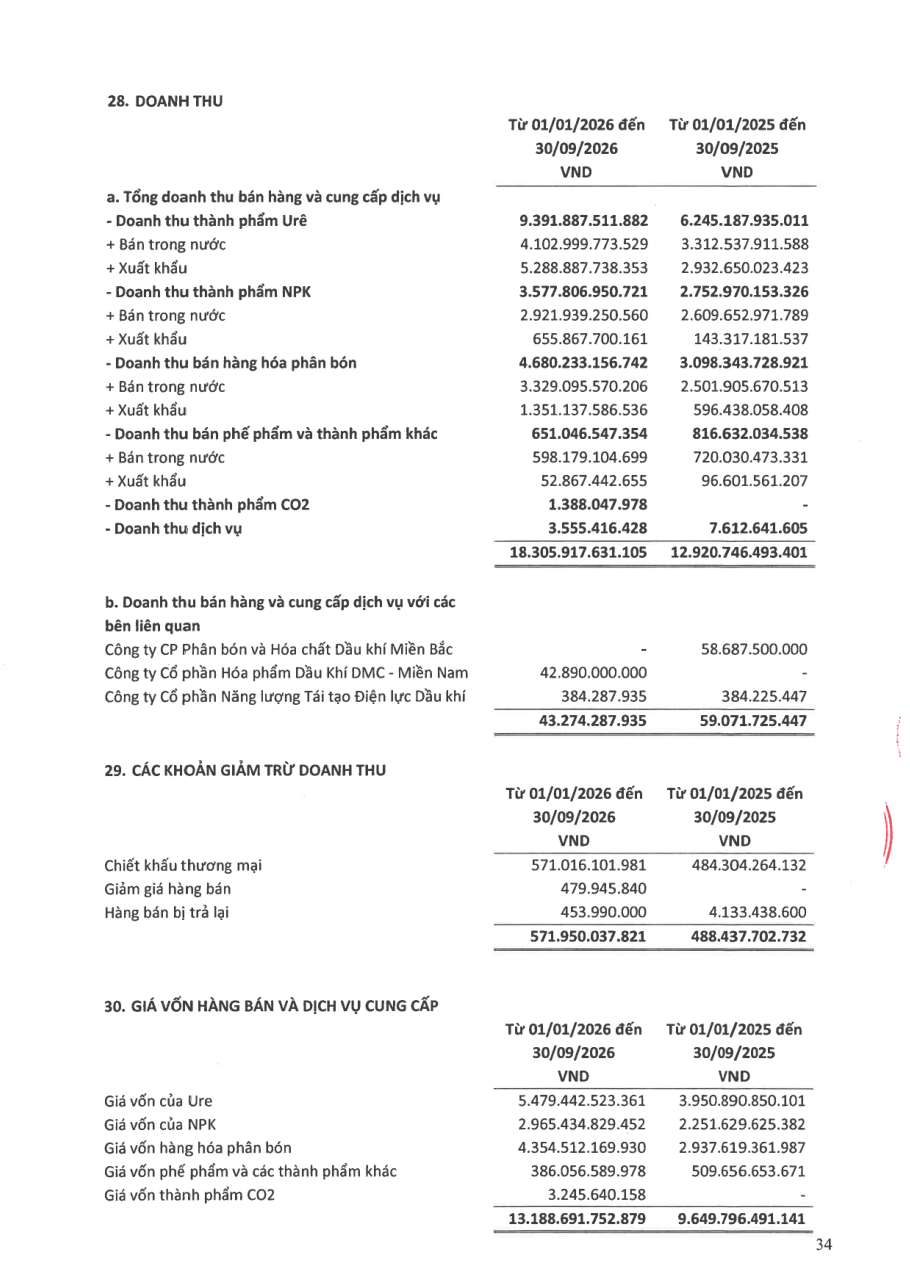 28. DOANH THU
Từ 01/01/2026 đến Từ 01/01/2025 đến
30/09/2026 30/09/2025
VND VND
a. Tổng doanh thu bán hàng và cung cấp dịch vụ
- Doanh thu thành phẩm Urê 9.391.887.511.882 6.245.187.935.011
+ Bán trong nước 4.102.999.773.529 3.312.537.911.588
+ Xuất khẩu 5.288.887.738.353 2.932.650.023.423
- Doanh thu thành phẩm NPK 3.577.806.950.721 2.752.970.153.326
+ Bán trong nước 2.921.939.250.560 2.609.652.971.789
+ Xuất khẩu 655.867.700.161 143.317.181.537
- Doanh thu bán hàng hóa phân bón 4.680.233.156.742 3.098.343.728.921
+ Bán trong nước 3.329.095.570.206 2.501.905.670.513
+ Xuất khẩu 1.351.137.586.536 596.438.058.408
- Doanh thu bán phế phẩm và thành phẩm khác 651.046.547.354 816.632.034.538
+ Bán trong nước 598.179.104.699 720.030.473.331
+ Xuất khẩu 52.867.442.655 96.601.561.207
- Doanh thu thành phẩm CO2 1.388.047.978 -
- Doanh thu dịch vụ 3.555.416.428 7.612.641.605
18.305.917.631.105 12.920.746.493.401
b. Doanh thu bán hàng và cung cấp dịch vụ với các
bên liên quan
Công ty CP Phân bón và Hóa chất Dầu khí Miền Bắc - 58.687.500.000
Công ty Cổ phần Hóa phẩm Dầu Khí DMC - Miền Nam 42.890.000.000 -
Công ty Cổ phần Năng lượng Tái tạo Điện lực Dầu khí 384.287.935 384.225.447
43.274.287.935 59.071.725.447
29. CÁC KHOẢN GIẢM TRỪ DOANH THU
Từ 01/01/2026 đến Từ 01/01/2025 đến
30/09/2026 30/09/2025
VND VND
Chiết khấu thương mại 571.016.101.981 484.304.264.132
Giảm giá hàng bán 479.945.840 -
Hàng bán bị trả lại 453.990.000 4.133.438.600
571.950.037.821 488.437.702.732
30. GIÁ VỐN HÀNG BÁN VÀ DỊCH VỤ CUNG CẤP
Từ 01/01/2026 đến Từ 01/01/2025 đến
30/09/2026 30/09/2025
VND VND
Giá vốn của Ure 5.479.442.523.361 3.950.890.850.101
Giá vốn của NPK 2.965.434.829.452 2.251.629.625.382
Giá vốn hàng hóa phân bón 4.354.512.169.930 2.937.619.361.987
Giá vốn phế phẩm và các thành phẩm khác 386.056.589.978 509.656.653.671
Giá vốn thành phẩm CO2 3.245.640.158 -
13.188.691.752.879 9.649.796.491.141
34